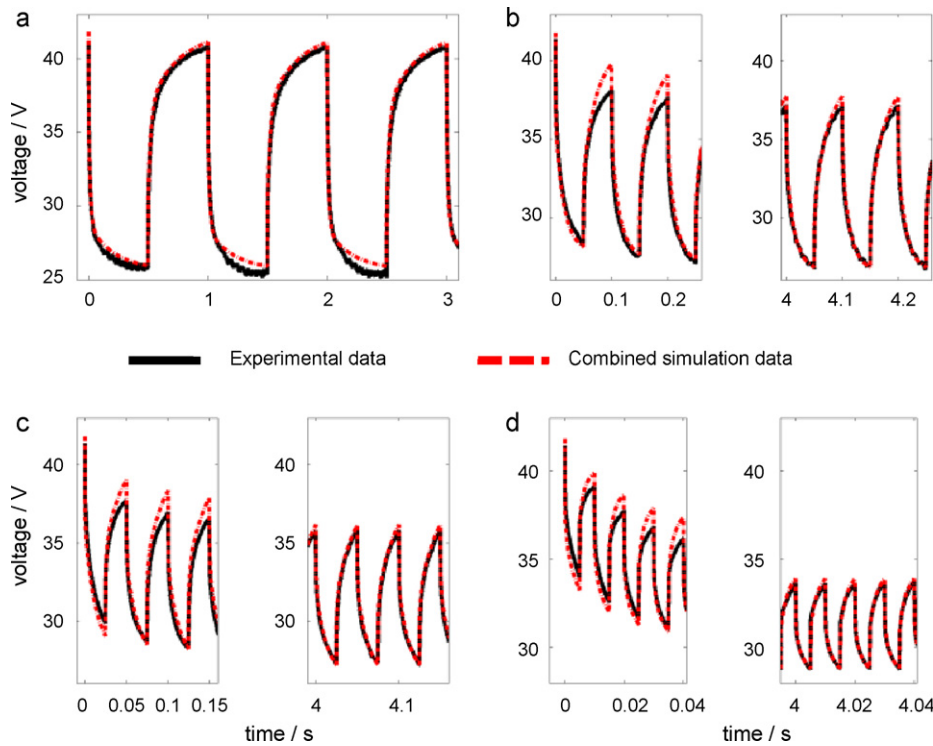 a
b
voltage / V
40
35
30
25
0 1 2 3
40
35
30
0 0.1 0.2
40
35
30
4 4.1 4.2
Experimental data
Combined simulation data
c
d
voltage / V
40
35
30
0 0.05 0.1 0.15
40
35
30
4 4.1
40
35
30
0 0.02 0.04
40
35
30
4 4.02 4.04
time / s
time / s